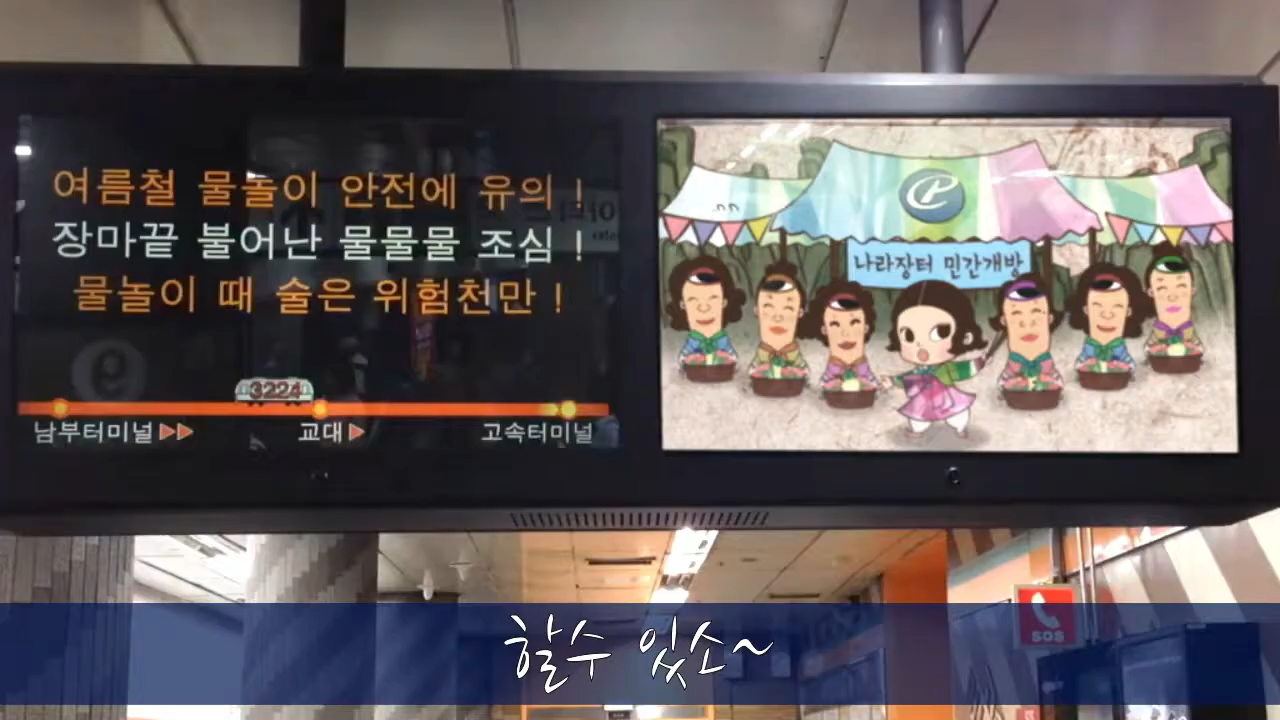 여름철 물놀이 안전에 유의 !
장마끝 불어난 물물물 조심 !
물놀이 때 술은 위험천만 !
3224
남부터미널 교대 고속터미널
나라장터 민간개방
SOS
할수 있소~